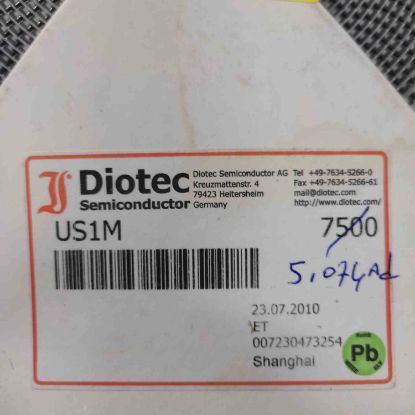 Diotec
Semiconductor
Diotec Semiconductor AG
Kreuzmattenstr. 4
79423 Heitersheim
Germany
Tel +49-7634-5266-0
Fax +49-7634-5266-61
mail@diotec.com
http://www.diotec.com/
US1M
7500
5.074 Ad
23.07.2010
ET
007230473254
Shanghai
Pb